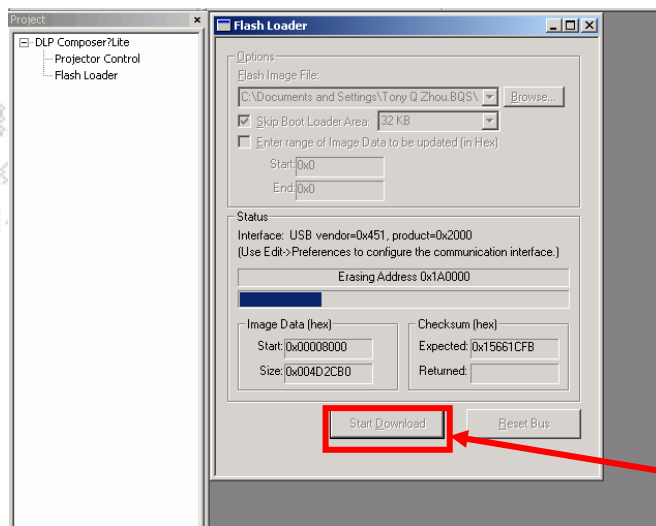 Project
DLP Composer?Lite
Projector Control
Flash Loader
Flash Loader
Options
Flash Image File:
C:\Documents and Settings\Tony Q Zhou.BQS\
Browse...
Skip Boot Loader Area: 32 KB
Enter range of Image Data to be updated (in Hex)
Start: 0x0
End: 0x0
Status
Interface: USB vendor=0x451, product=0x2000
(Use Edit->Preferences to configure the communication interface.)
Erasing Address 0x1A0000
Image Data (hex)
Start: 0x00008000
Size: 0x004D2CB0
Checksum (hex)
Expected: 0x15661CFB
Returned:
Start Download
Reset Bus